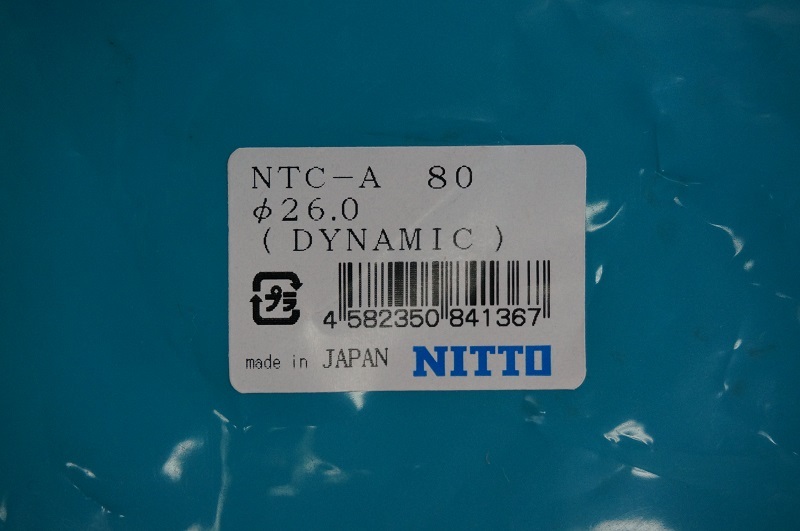 NTC-A 80
φ26.0
(DYNAMIC)
プラ
4 582350 841367
made in JAPAN NITTO